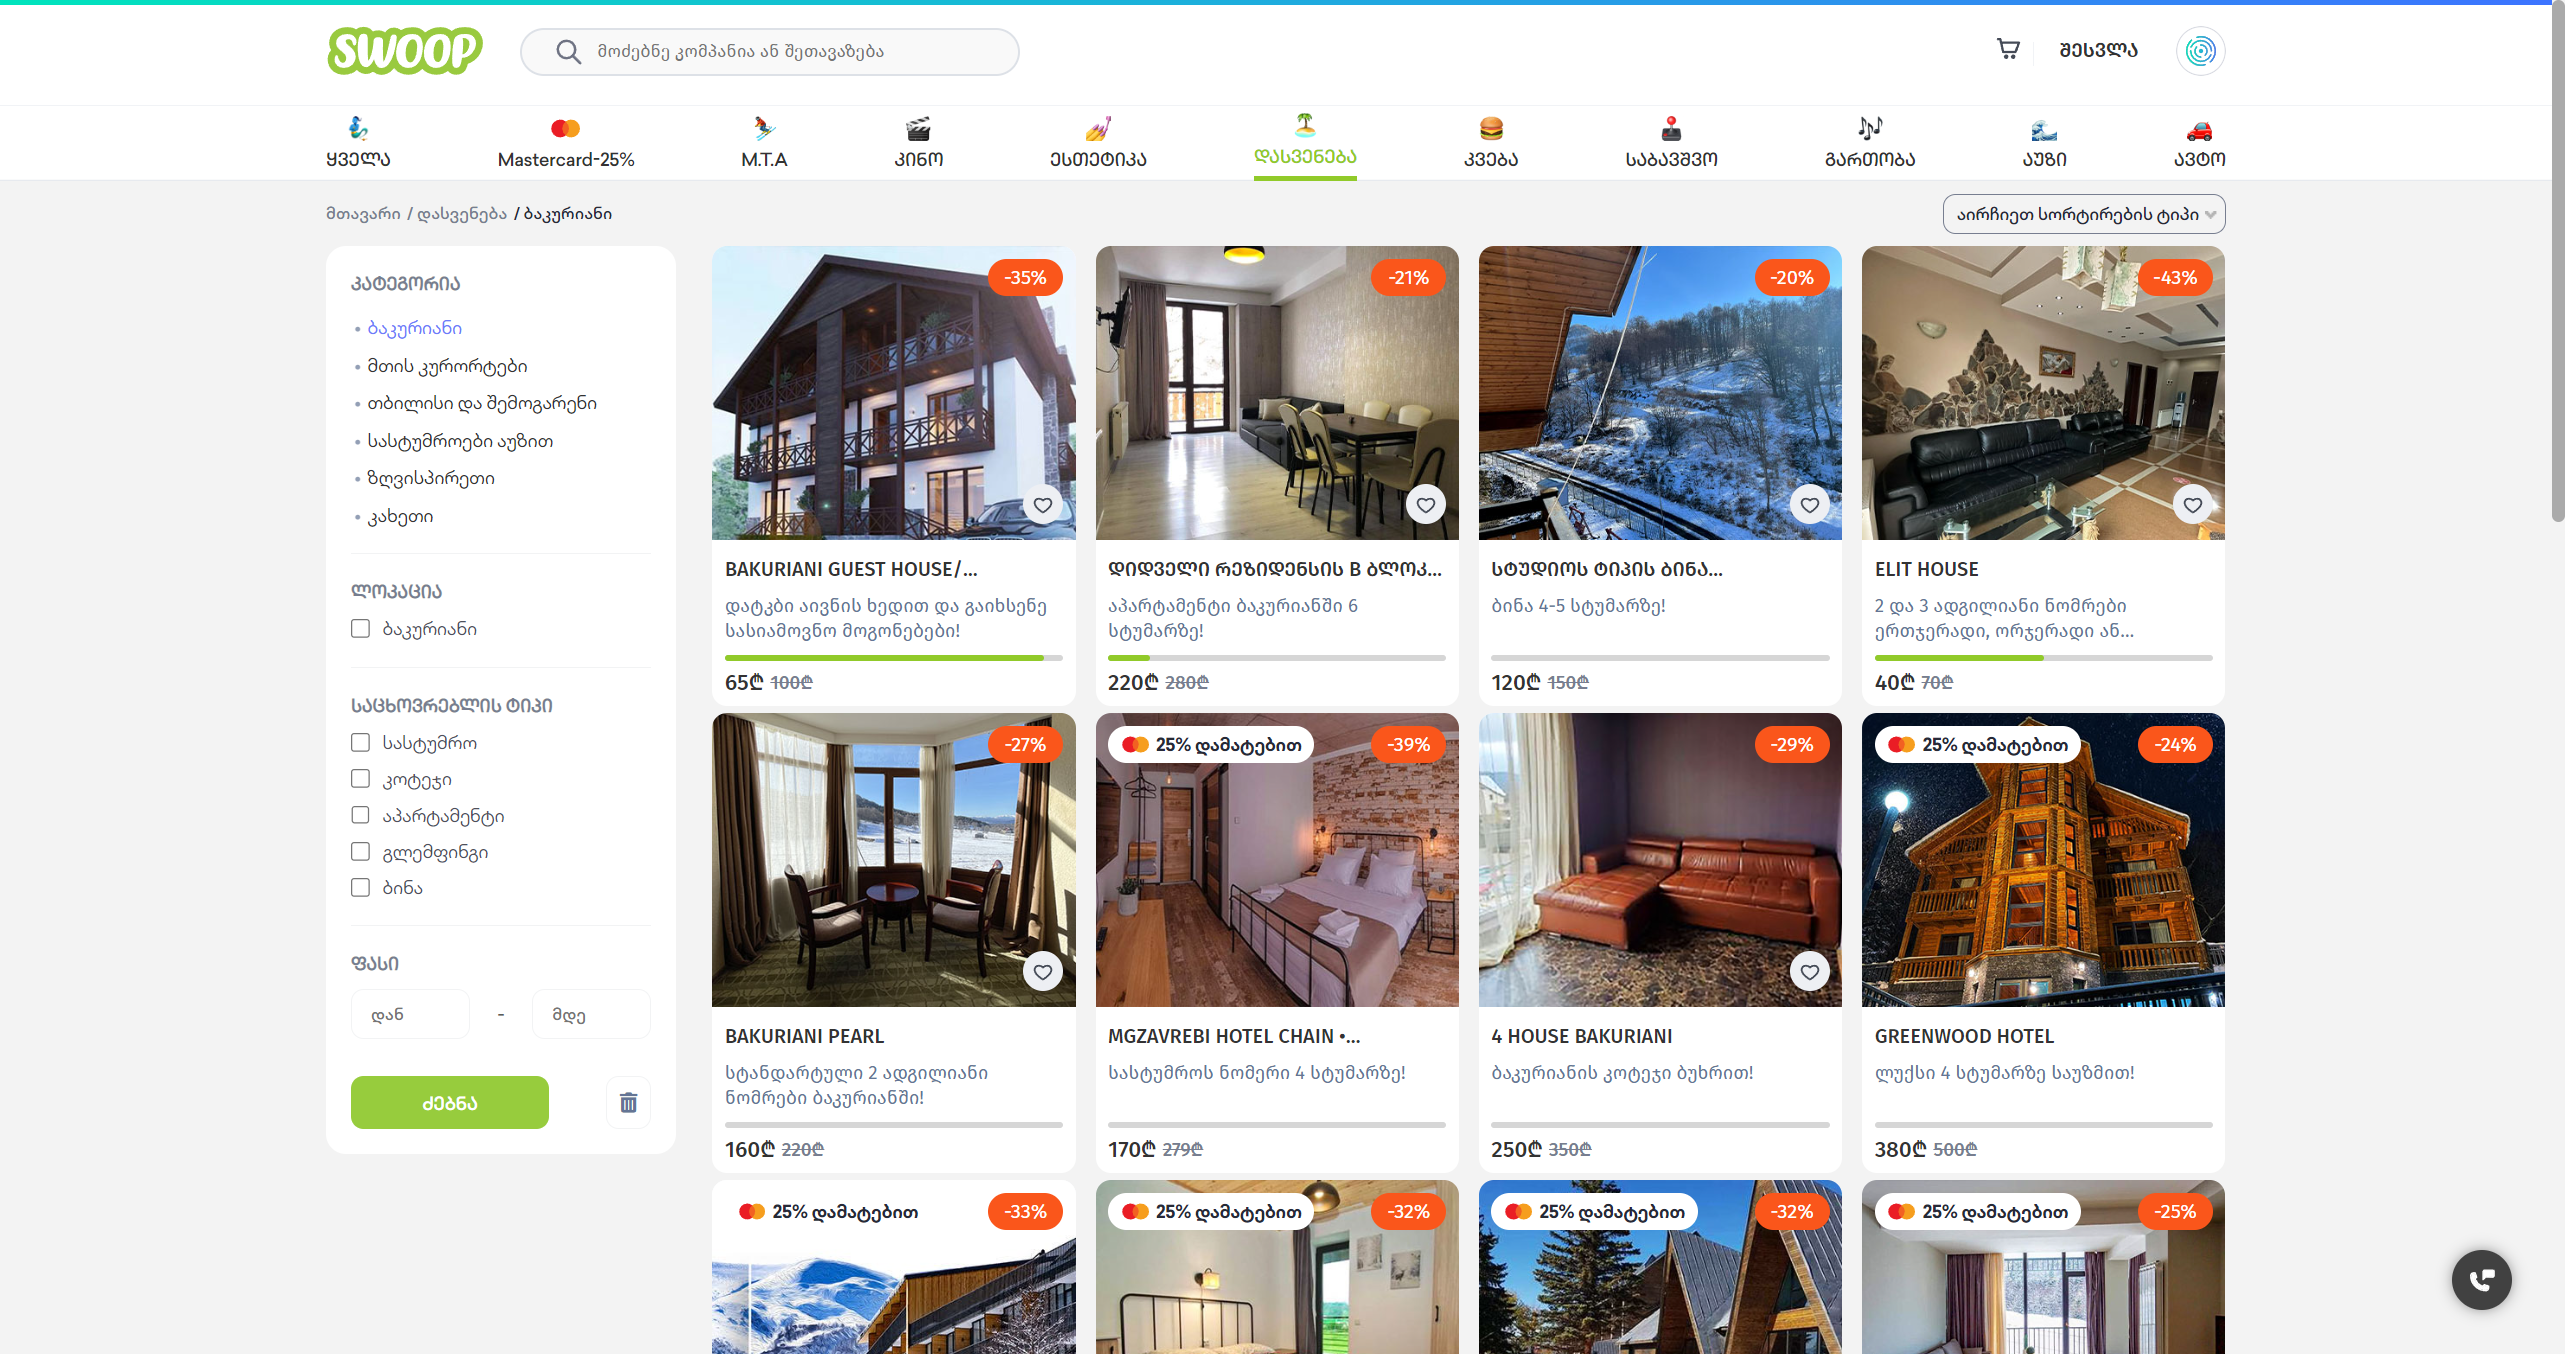 SWOOP
მოძებნე კომპანია ან შეთავაზება
შესვლა
ყველა
Mastercard-25%
M.T.A
კინო
ესთეტიკა
დასვენება
კვება
საბავშვო
გართობა
აუზი
ავტო
მთავარი / დასვენება / ბაკურიანი
აირჩიეთ სორტირების ტიპი
კატეგორია
• ბაკურიანი
• მთის კურორტები
• თბილისი და შემოგარენი
• სასტუმროები აუზით
• ზღვისპირეთი
• კახეთი
ლოკაცია
ბაკურიანი
საცხოვრებლის ტიპი
სასტუმრო
კოტეჯი
აპარტამენტი
გლემფინგი
ბინა
ფასი
დან - მდე
ძებნა
-35%
BAKURIANI GUEST HOUSE/...
დატკბი აივნის ხედით და გაიხსენე
სასიამოვნო მოგონებები!
65₾ 100₾
-21%
დიდველი რეზიდენსის B ბლოკ...
აპარტამენტი ბაკურიანში 6
სტუმარზე!
220₾ 280₾
-20%
სტუდიოს ტიპის ბინა...
ბინა 4-5 სტუმარზე!
120₾ 150₾
-43%
ELIT HOUSE
2 და 3 ადგილიანი ნომრები
ერთჯერადი, ორჯერადი ან...
40₾ 70₾
-27%
BAKURIANI PEARL
სტანდარტული 2 ადგილიანი
ნომრები ბაკურიანში!
160₾ 220₾
25% დამატებით
-39%
MGZAVREBI HOTEL CHAIN •...
სასტუმროს ნომერი 4 სტუმარზე!
170₾ 279₾
-29%
4 HOUSE BAKURIANI
ბაკურიანის კოტეჯი ბუხრით!
250₾ 350₾
25% დამატებით
-24%
GREENWOOD HOTEL
ლუქსი 4 სტუმარზე საუზმით!
380₾ 500₾
25% დამატებით
-33%
25% დამატებით
-32%
25% დამატებით
-32%
25% დამატებით
-25%